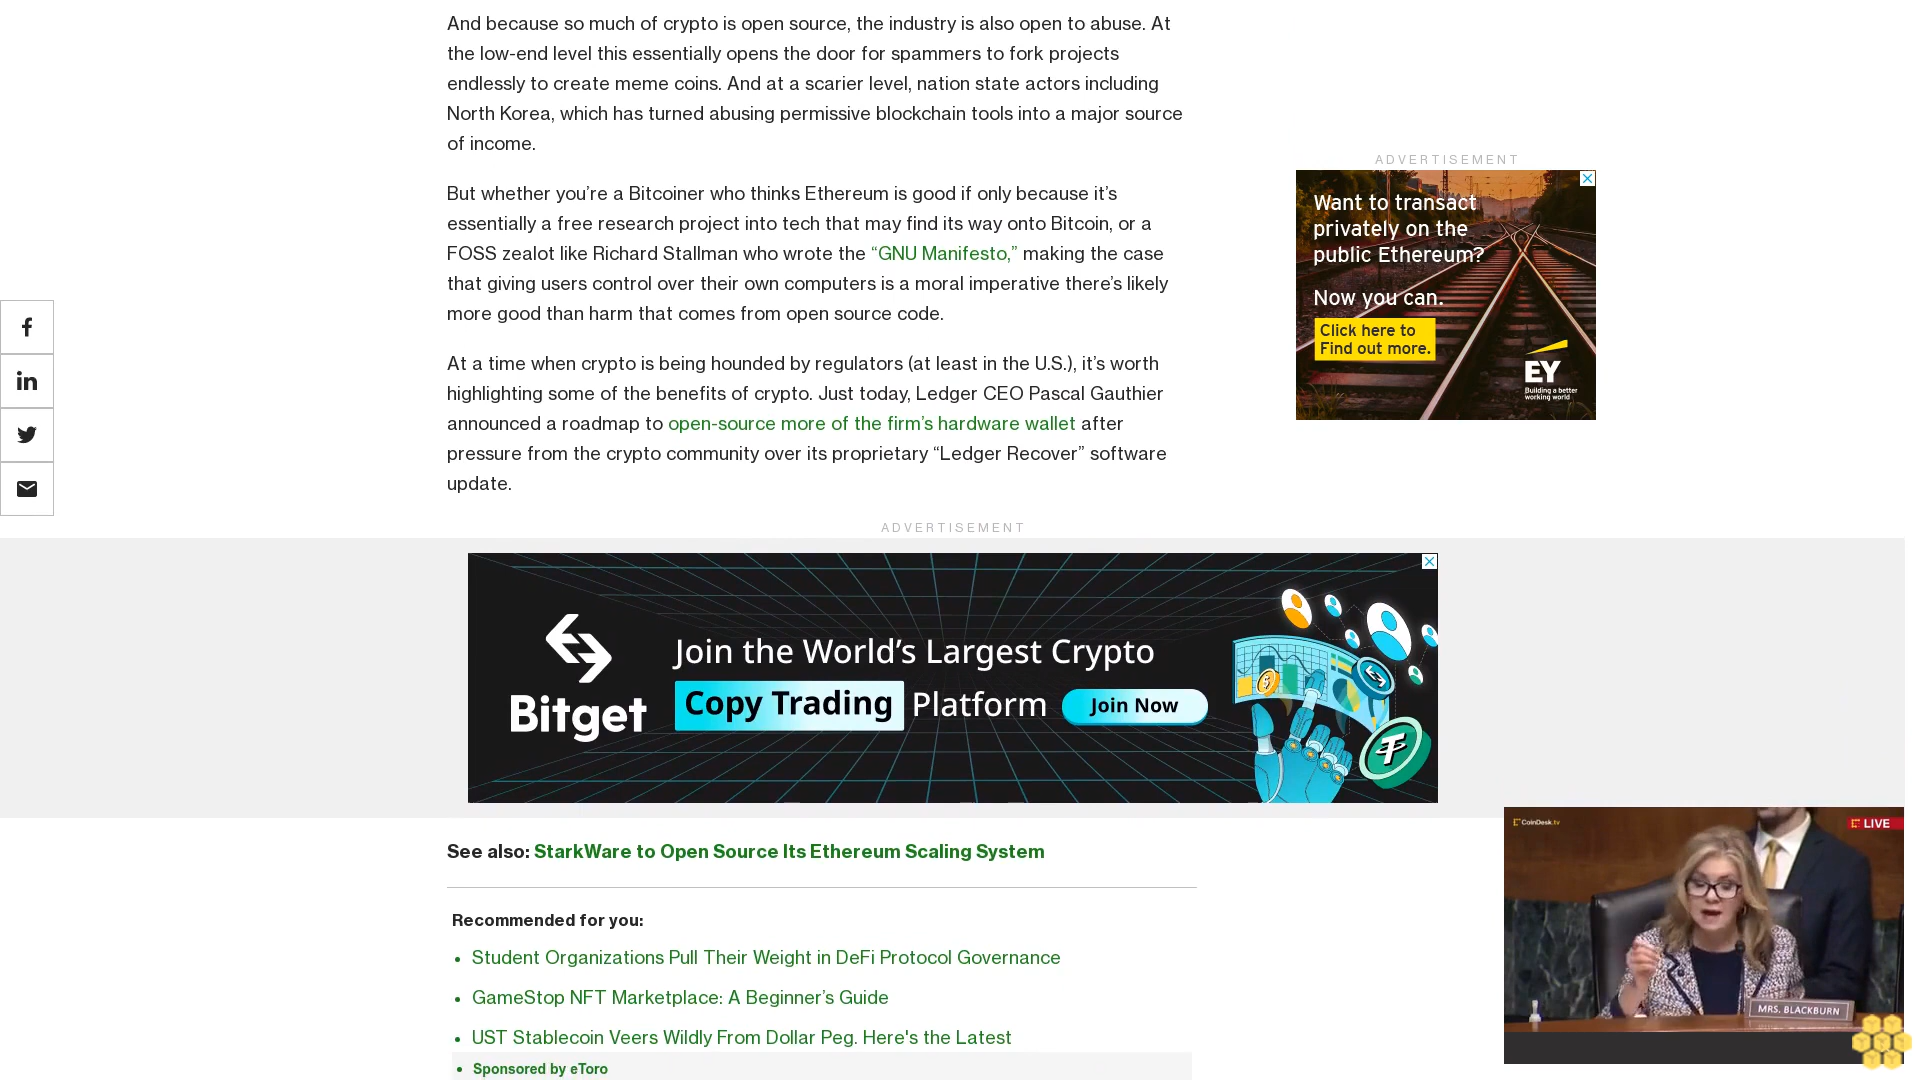 And because so much of crypto is open source, the industry is also open to abuse. At
the low-end level this essentially opens the door for spammers to fork projects
endlessly to create meme coins. And at a scarier level, nation state actors including
North Korea, which has turned abusing permissive blockchain tools into a major source
of income.
But whether you’re a Bitcoiner who thinks Ethereum is good if only because it’s
essentially a free research project into tech that may find its way onto Bitcoin, or a
FOSS zealot like Richard Stallman who wrote the “GNU Manifesto,” making the case
that giving users control over their own computers is a moral imperative there’s likely
more good than harm that comes from open source code.
At a time when crypto is being hounded by regulators (at least in the U.S.), it’s worth
highlighting some of the benefits of crypto. Just today, Ledger CEO Pascal Gauthier
announced a roadmap to open-source more of the firm’s hardware wallet after
pressure from the crypto community over its proprietary “Ledger Recover” software
update.
ADVERTISEMENT
Want to transact
privately on the
public Ethereum?
Now you can.
Click here to
Find out more.
EY
Building a better
working world
ADVERTISEMENT
Bitget
Join the World’s Largest Crypto
Copy Trading Platform
Join Now
See also: StarkWare to Open Source Its Ethereum Scaling System
Recommended for you:
• Student Organizations Pull Their Weight in DeFi Protocol Governance
• GameStop NFT Marketplace: A Beginner’s Guide
• UST Stablecoin Veers Wildly From Dollar Peg. Here's the Latest
• Sponsored by eToro
CoinDesk.tv
LIVE
MRS. BLACKBURN